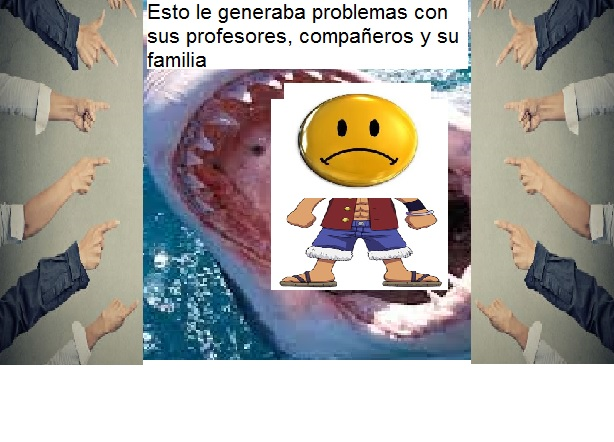 Esto le generaba problemas con
sus profesores, compañeros y su
familia